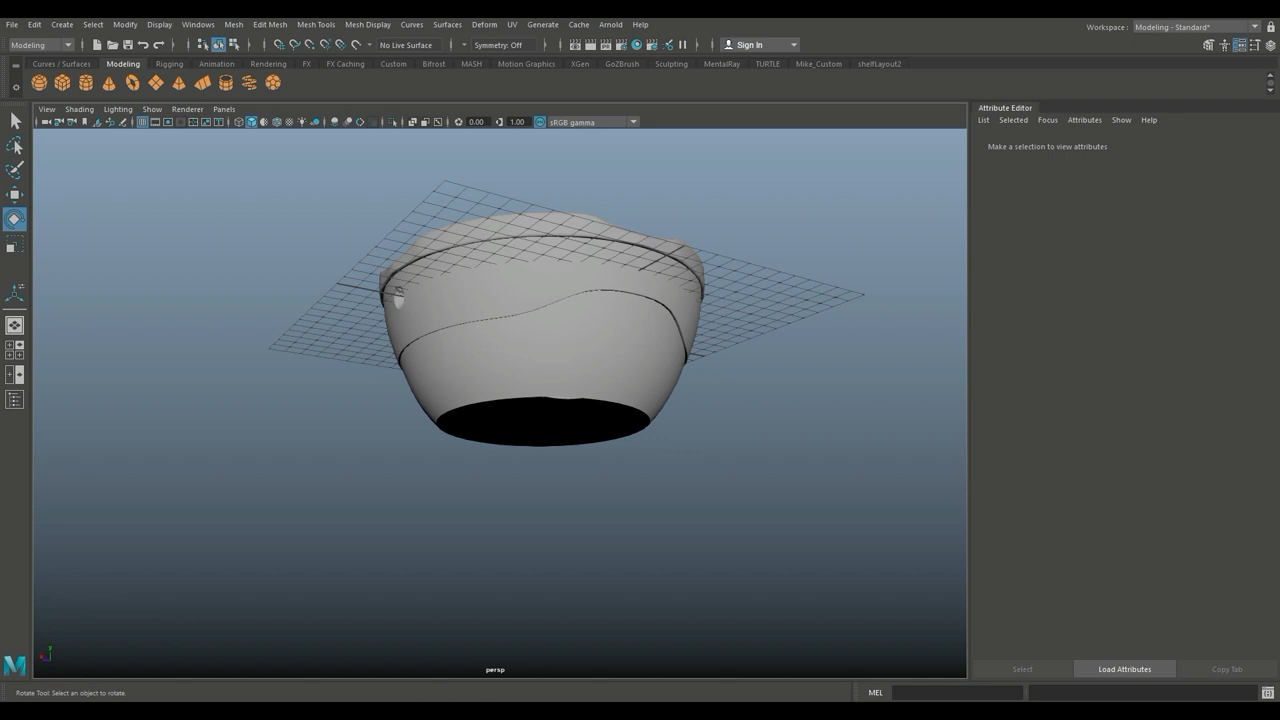 File Edit Create Select Modify Display Windows Mesh Edit Mesh Mesh Tools Mesh Display Curves Surfaces Deform UV Generate Cache Arnold Help
Workspace : Modeling - Standard*
Modeling No Live Surface Symmetry: Off Sign In
Curves / Surfaces Modeling Rigging Animation Rendering FX FX Caching Custom Bifrost MASH Motion Graphics XGen GoZBrush Sculpting MentalRay TURTLE Mike_Custom shelfLayout2
View Shading Lighting Show Renderer Panels
0.00 1.00 sRGB gamma
Attribute Editor
List Selected Focus Attributes Show Help
Make a selection to view attributes
y
x
persp
Select Load Attributes Copy Tab
Rotate Tool: Select an object to rotate.
MEL